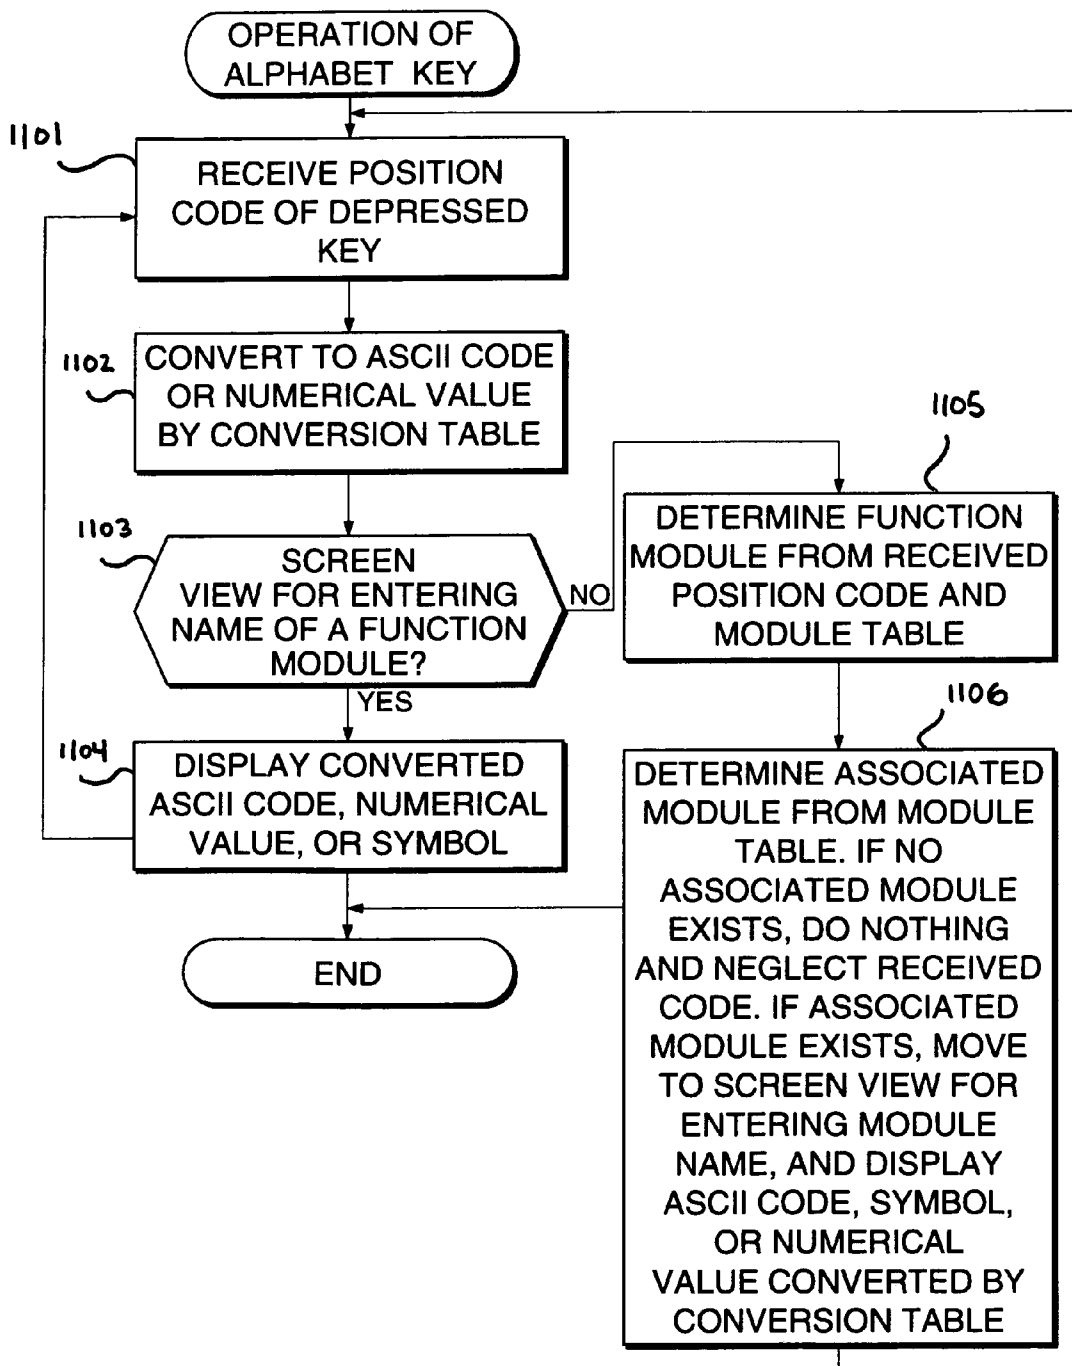 OPERATION OF
ALPHABET KEY
1101
RECEIVE POSITION
CODE OF DEPRESSED
KEY
1102
CONVERT TO ASCII CODE
OR NUMERICAL VALUE
BY CONVERSION TABLE
1103
SCREEN
VIEW FOR ENTERING
NAME OF A FUNCTION
MODULE?
NO
YES
1104
DISPLAY CONVERTED
ASCII CODE, NUMERICAL
VALUE, OR SYMBOL
END
1105
DETERMINE FUNCTION
MODULE FROM RECEIVED
POSITION CODE AND
MODULE TABLE
1106
DETERMINE ASSOCIATED
MODULE FROM MODULE
TABLE. IF NO
ASSOCIATED MODULE
EXISTS, DO NOTHING
AND NEGLECT RECEIVED
CODE. IF ASSOCIATED
MODULE EXISTS, MOVE
TO SCREEN VIEW FOR
ENTERING MODULE
NAME, AND DISPLAY
ASCII CODE, SYMBOL,
OR NUMERICAL
VALUE CONVERTED BY
CONVERSION TABLE